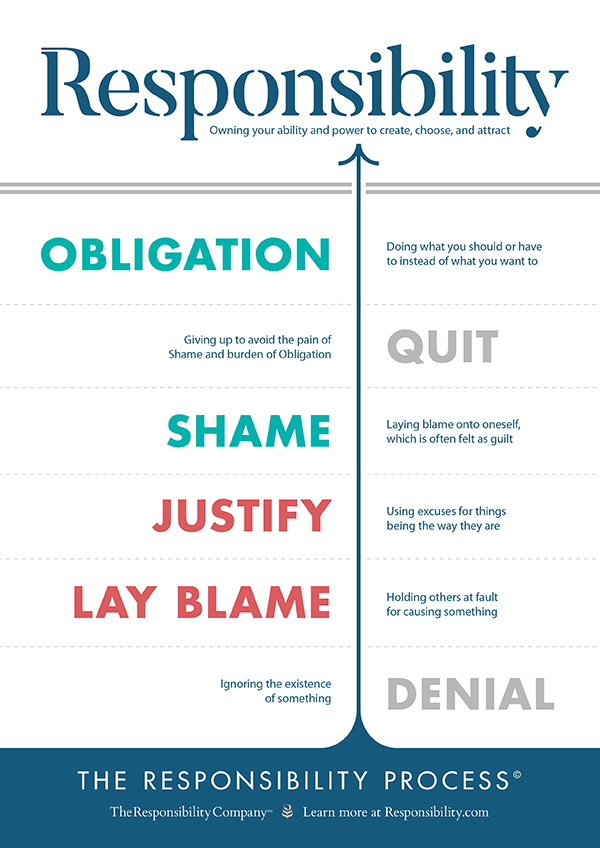 Responsibility
Owning your ability and power to create, choose, and attract
OBLIGATION
Doing what you should or have
to instead of what you want to
Giving up to avoid the pain of
Shame and burden of Obligation
QUIT
SHAME
Laying blame onto oneself,
which is often felt as guilt
JUSTIFY
Using excuses for things
being the way they are
LAY BLAME
Holding others at fault
for causing something
Ignoring the existence
of something
DENIAL
THE RESPONSIBILITY PROCESS©
The Responsibility Company™ Learn more at Responsibility.com